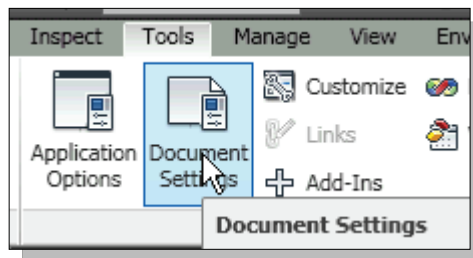 Inspect Tools Manage View Env
Application Options
Document Settings
Customize
Links
Add-Ins
Document Settings